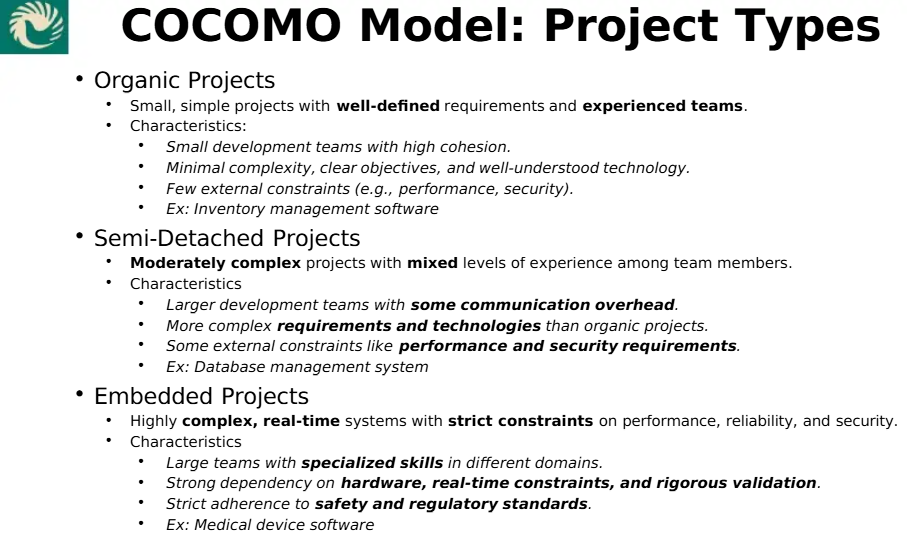 COCOMO Model: Project Types
• Organic Projects
• Small, simple projects with well-defined requirements and experienced teams.
• Characteristics:
• Small development teams with high cohesion.
• Minimal complexity, clear objectives, and well-understood technology.
• Few external constraints (e.g., performance, security).
• Ex: Inventory management software
• Semi-Detached Projects
• Moderately complex projects with mixed levels of experience among team members.
• Characteristics
• Larger development teams with some communication overhead.
• More complex requirements and technologies than organic projects.
• Some external constraints like performance and security requirements.
• Ex: Database management system
• Embedded Projects
• Highly complex, real-time systems with strict constraints on performance, reliability, and security.
• Characteristics
• Large teams with specialized skills in different domains.
• Strong dependency on hardware, real-time constraints, and rigorous validation.
• Strict adherence to safety and regulatory standards.
• Ex: Medical device software